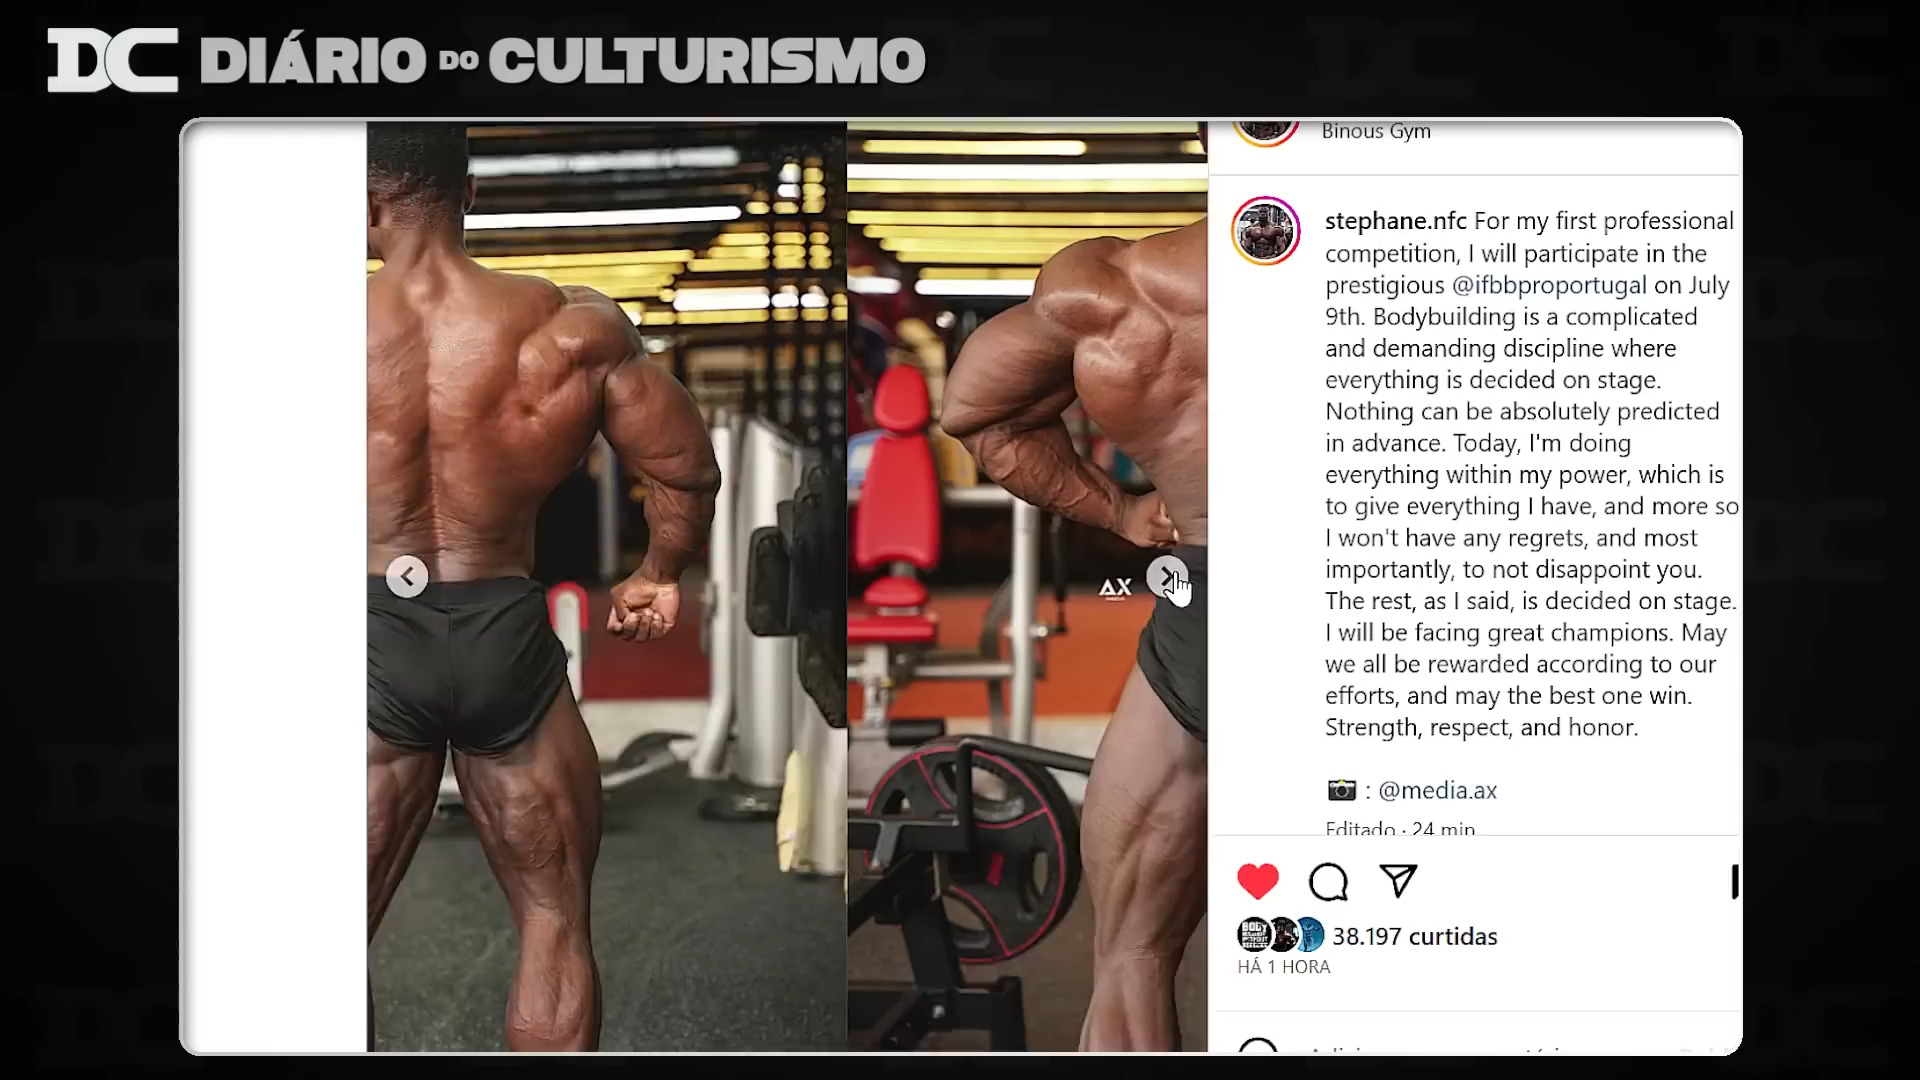 DC DIÁRIO DO CULTURISMO
Binous Gym
stephane.nfc For my first professional
competition, I will participate in the
prestigious @ifbbproportugal on July
9th. Bodybuilding is a complicated
and demanding discipline where
everything is decided on stage.
Nothing can be absolutely predicted
in advance. Today, I'm doing
everything within my power, which is
to give everything I have, and more so
I won't have any regrets, and most
importantly, to not disappoint you.
The rest, as I said, is decided on stage.
I will be facing great champions. May
we all be rewarded according to our
efforts, and may the best one win.
Strength, respect, and honor.
: @media.ax
Editado · 24 min
AX
MEDIA
38.197 curtidas
HÁ 1 HORA